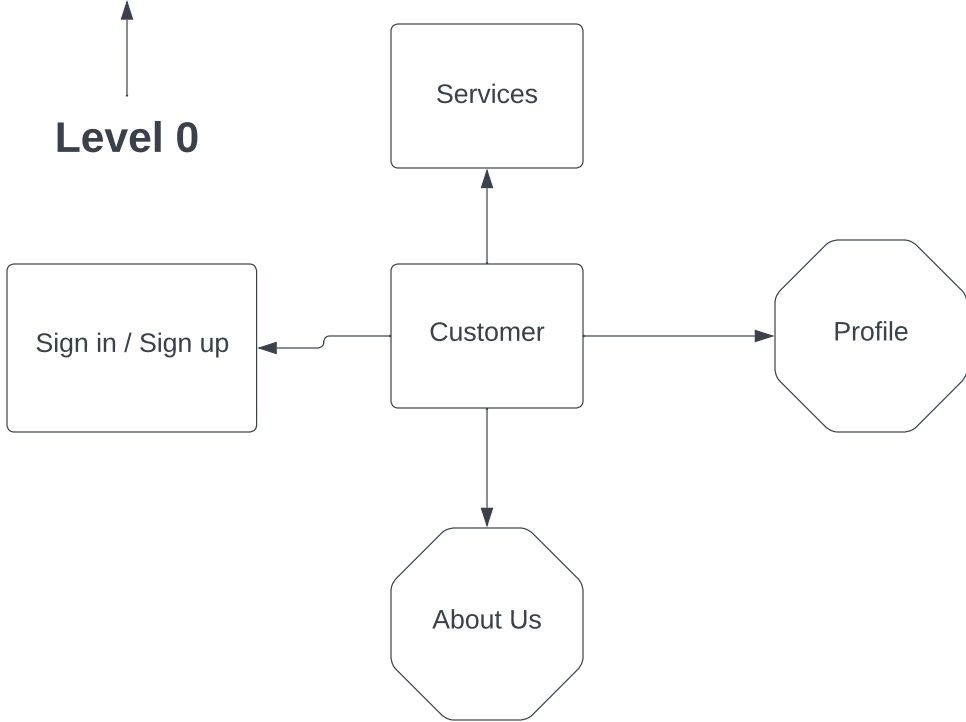 Services
Level 0
Sign in / Sign up
Customer
Profile
About Us